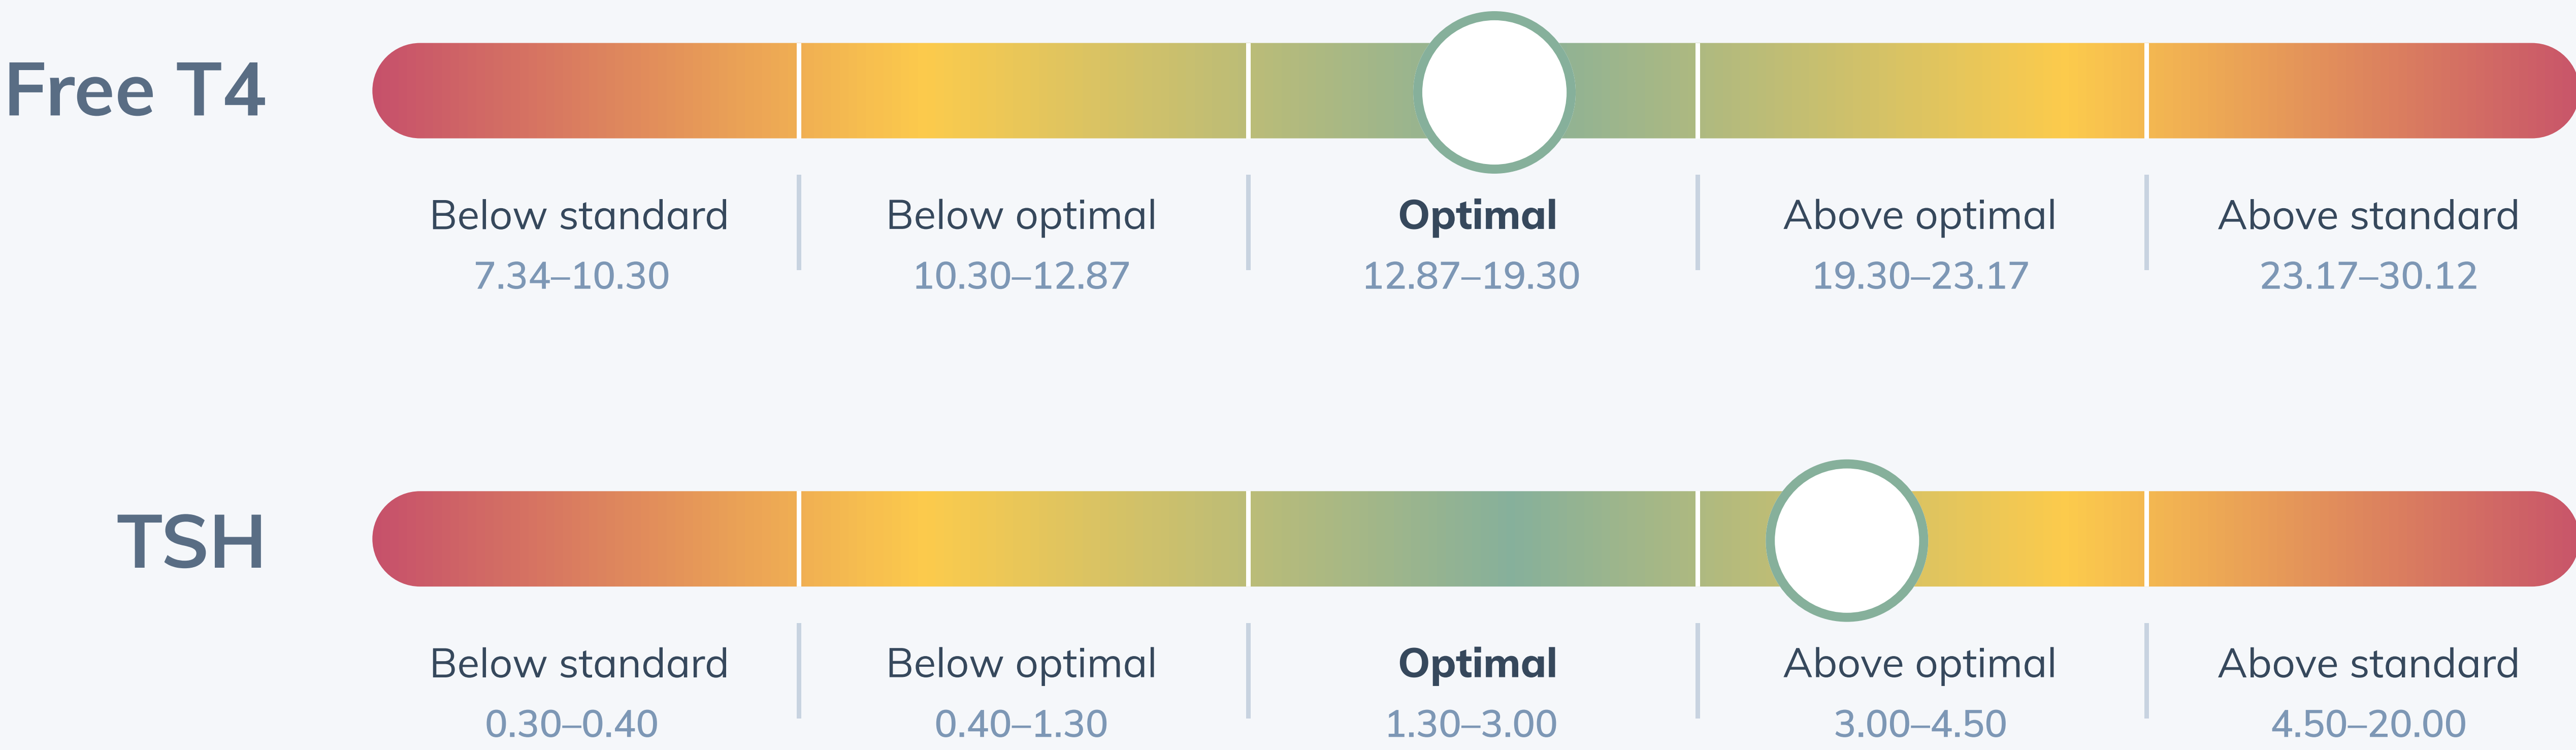 Free T4
Below standard Below optimal Optimal Above optimal Above standard
7.34–10.30 10.30–12.87 12.87–19.30 19.30–23.17 23.17–30.12
TSH
Below standard Below optimal Optimal Above optimal Above standard
0.30–0.40 0.40–1.30 1.30–3.00 3.00–4.50 4.50–20.00